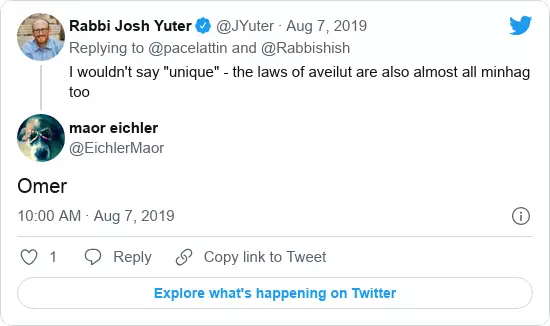 Rabbi Josh Yuter @JYuter · Aug 7, 2019
Replying to @pacelattin and @Rabbishish
I wouldn't say "unique" - the laws of aveilut are also almost all minhag
too
maor eichler
@EichlerMaor
Omer
10:00 AM · Aug 7, 2019
1 Reply Copy link to Tweet
Explore what's happening on Twitter